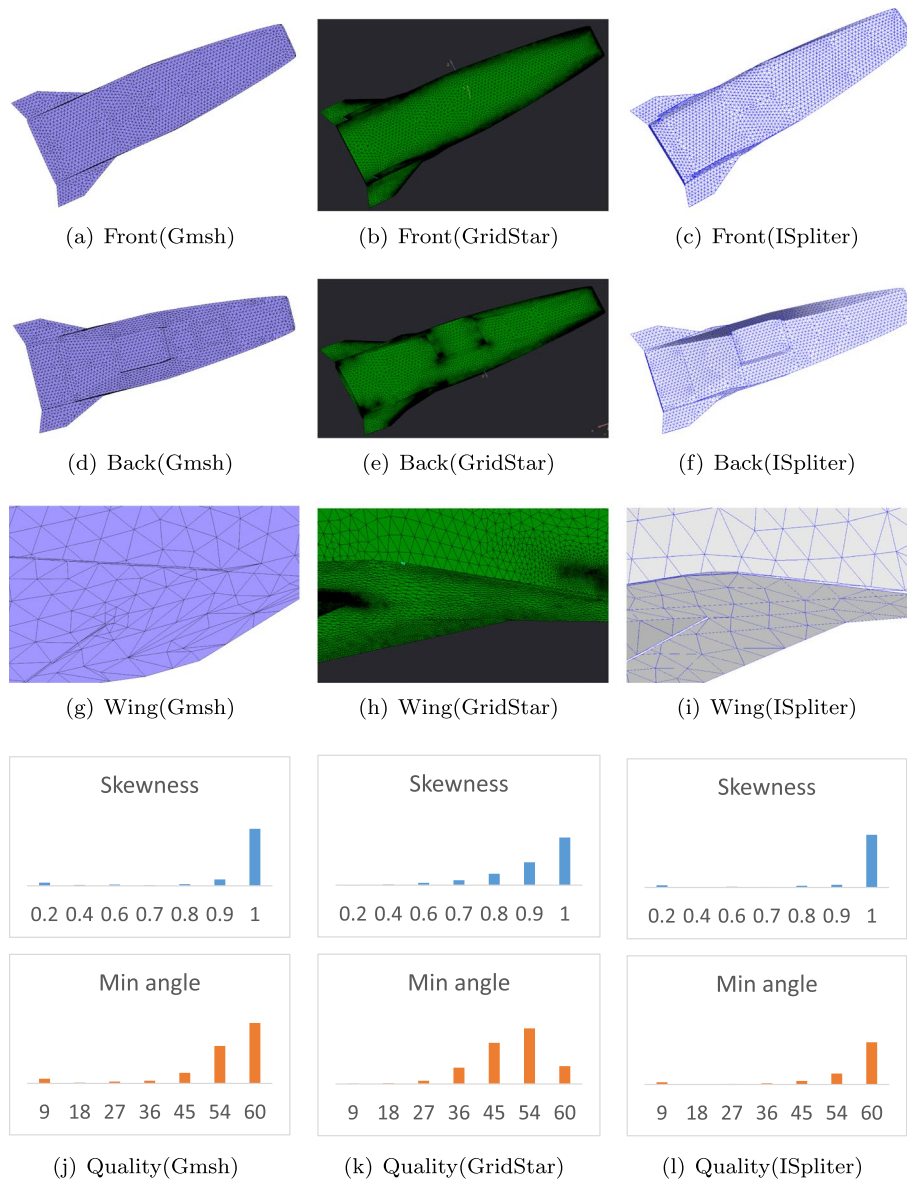 (a) Front(Gmsh) (b) Front(GridStar) (c) Front(ISpliter)
(d) Back(Gmsh) (e) Back(GridStar) (f) Back(ISpliter)
(g) Wing(Gmsh) (h) Wing(GridStar) (i) Wing(ISpliter)
Skewness Skewness Skewness
0.2 0.4 0.6 0.7 0.8 0.9 1 0.2 0.4 0.6 0.7 0.8 0.9 1 0.2 0.4 0.6 0.7 0.8 0.9 1
Min angle Min angle Min angle
9 18 27 36 45 54 60 9 18 27 36 45 54 60 9 18 27 36 45 54 60
(j) Quality(Gmsh) (k) Quality(GridStar) (l) Quality(ISpliter)